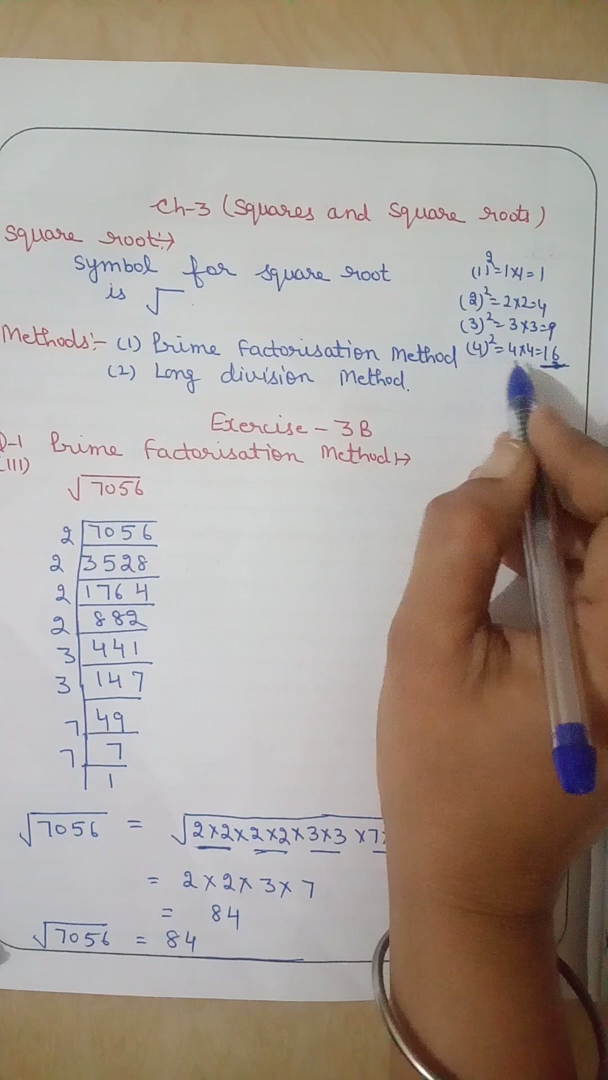 Ch-3 (Squares and Square roots)
Square root:→
Symbol for square root
is √
(1)²=1×1=1
(2)²=2×2=4
(3)²=3×3=9
(4)²=4×4=16
Methods:- (1) Prime Factorisation Method
(2) Long division Method.
Exercise - 3B
Q-1 Prime Factorisation Method:→
(III)
√7056
2 | 7056
2 | 3528
2 | 1764
2 | 882
3 | 441
3 | 147
7 | 49
7 | 7
| 1
√7056 = √2×2×2×2×3×3×7
= 2×2×3×7
= 84
√7056 = 84